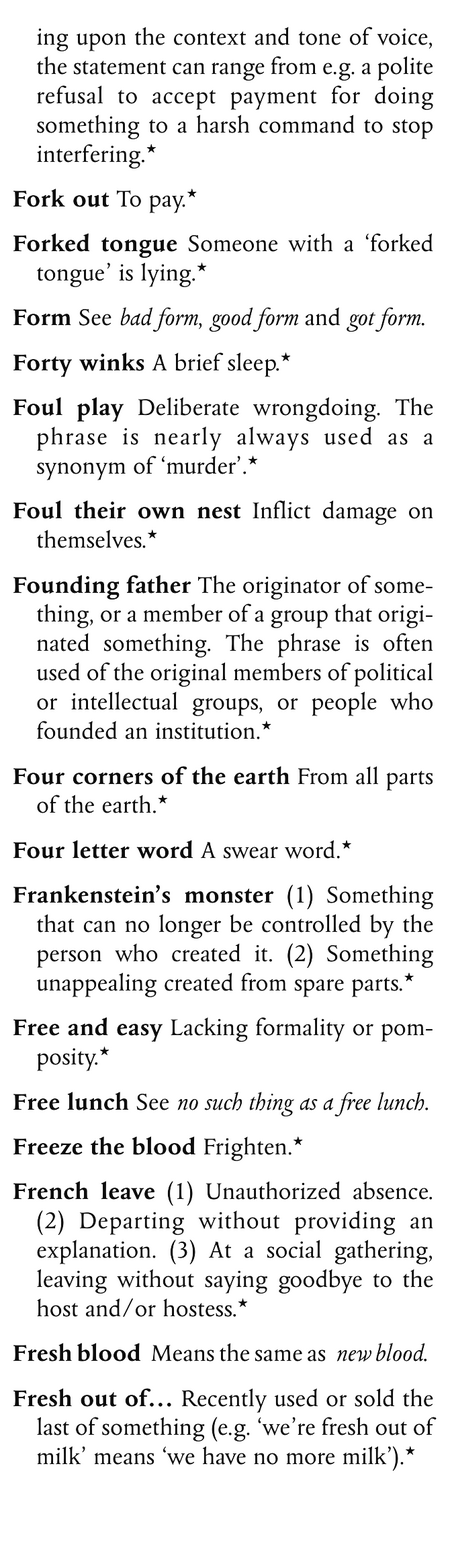 ing upon the context and tone of voice,
the statement can range from e.g. a polite
refusal to accept payment for doing
something to a harsh command to stop
interfering.★
Fork out To pay.★
Forked tongue Someone with a ‘forked
tongue’ is lying.★
Form See bad form, good form and got form.
Forty winks A brief sleep.★
Foul play Deliberate wrongdoing. The
phrase is nearly always used as a
synonym of ‘murder’.★
Foul their own nest Inflict damage on
themselves.★
Founding father The originator of some-
thing, or a member of a group that origi-
nated something. The phrase is often
used of the original members of political
or intellectual groups, or people who
founded an institution.★
Four corners of the earth From all parts
of the earth.★
Four letter word A swear word.★
Frankenstein’s monster (1) Something
that can no longer be controlled by the
person who created it. (2) Something
unappealing created from spare parts.★
Free and easy Lacking formality or pom-
posity.★
Free lunch See no such thing as a free lunch.
Freeze the blood Frighten.★
French leave (1) Unauthorized absence.
(2) Departing without providing an
explanation. (3) At a social gathering,
leaving without saying goodbye to the
host and/or hostess.★
Fresh blood Means the same as new blood.
Fresh out of… Recently used or sold the
last of something (e.g. ‘we’re fresh out of
milk’ means ‘we have no more milk’).★